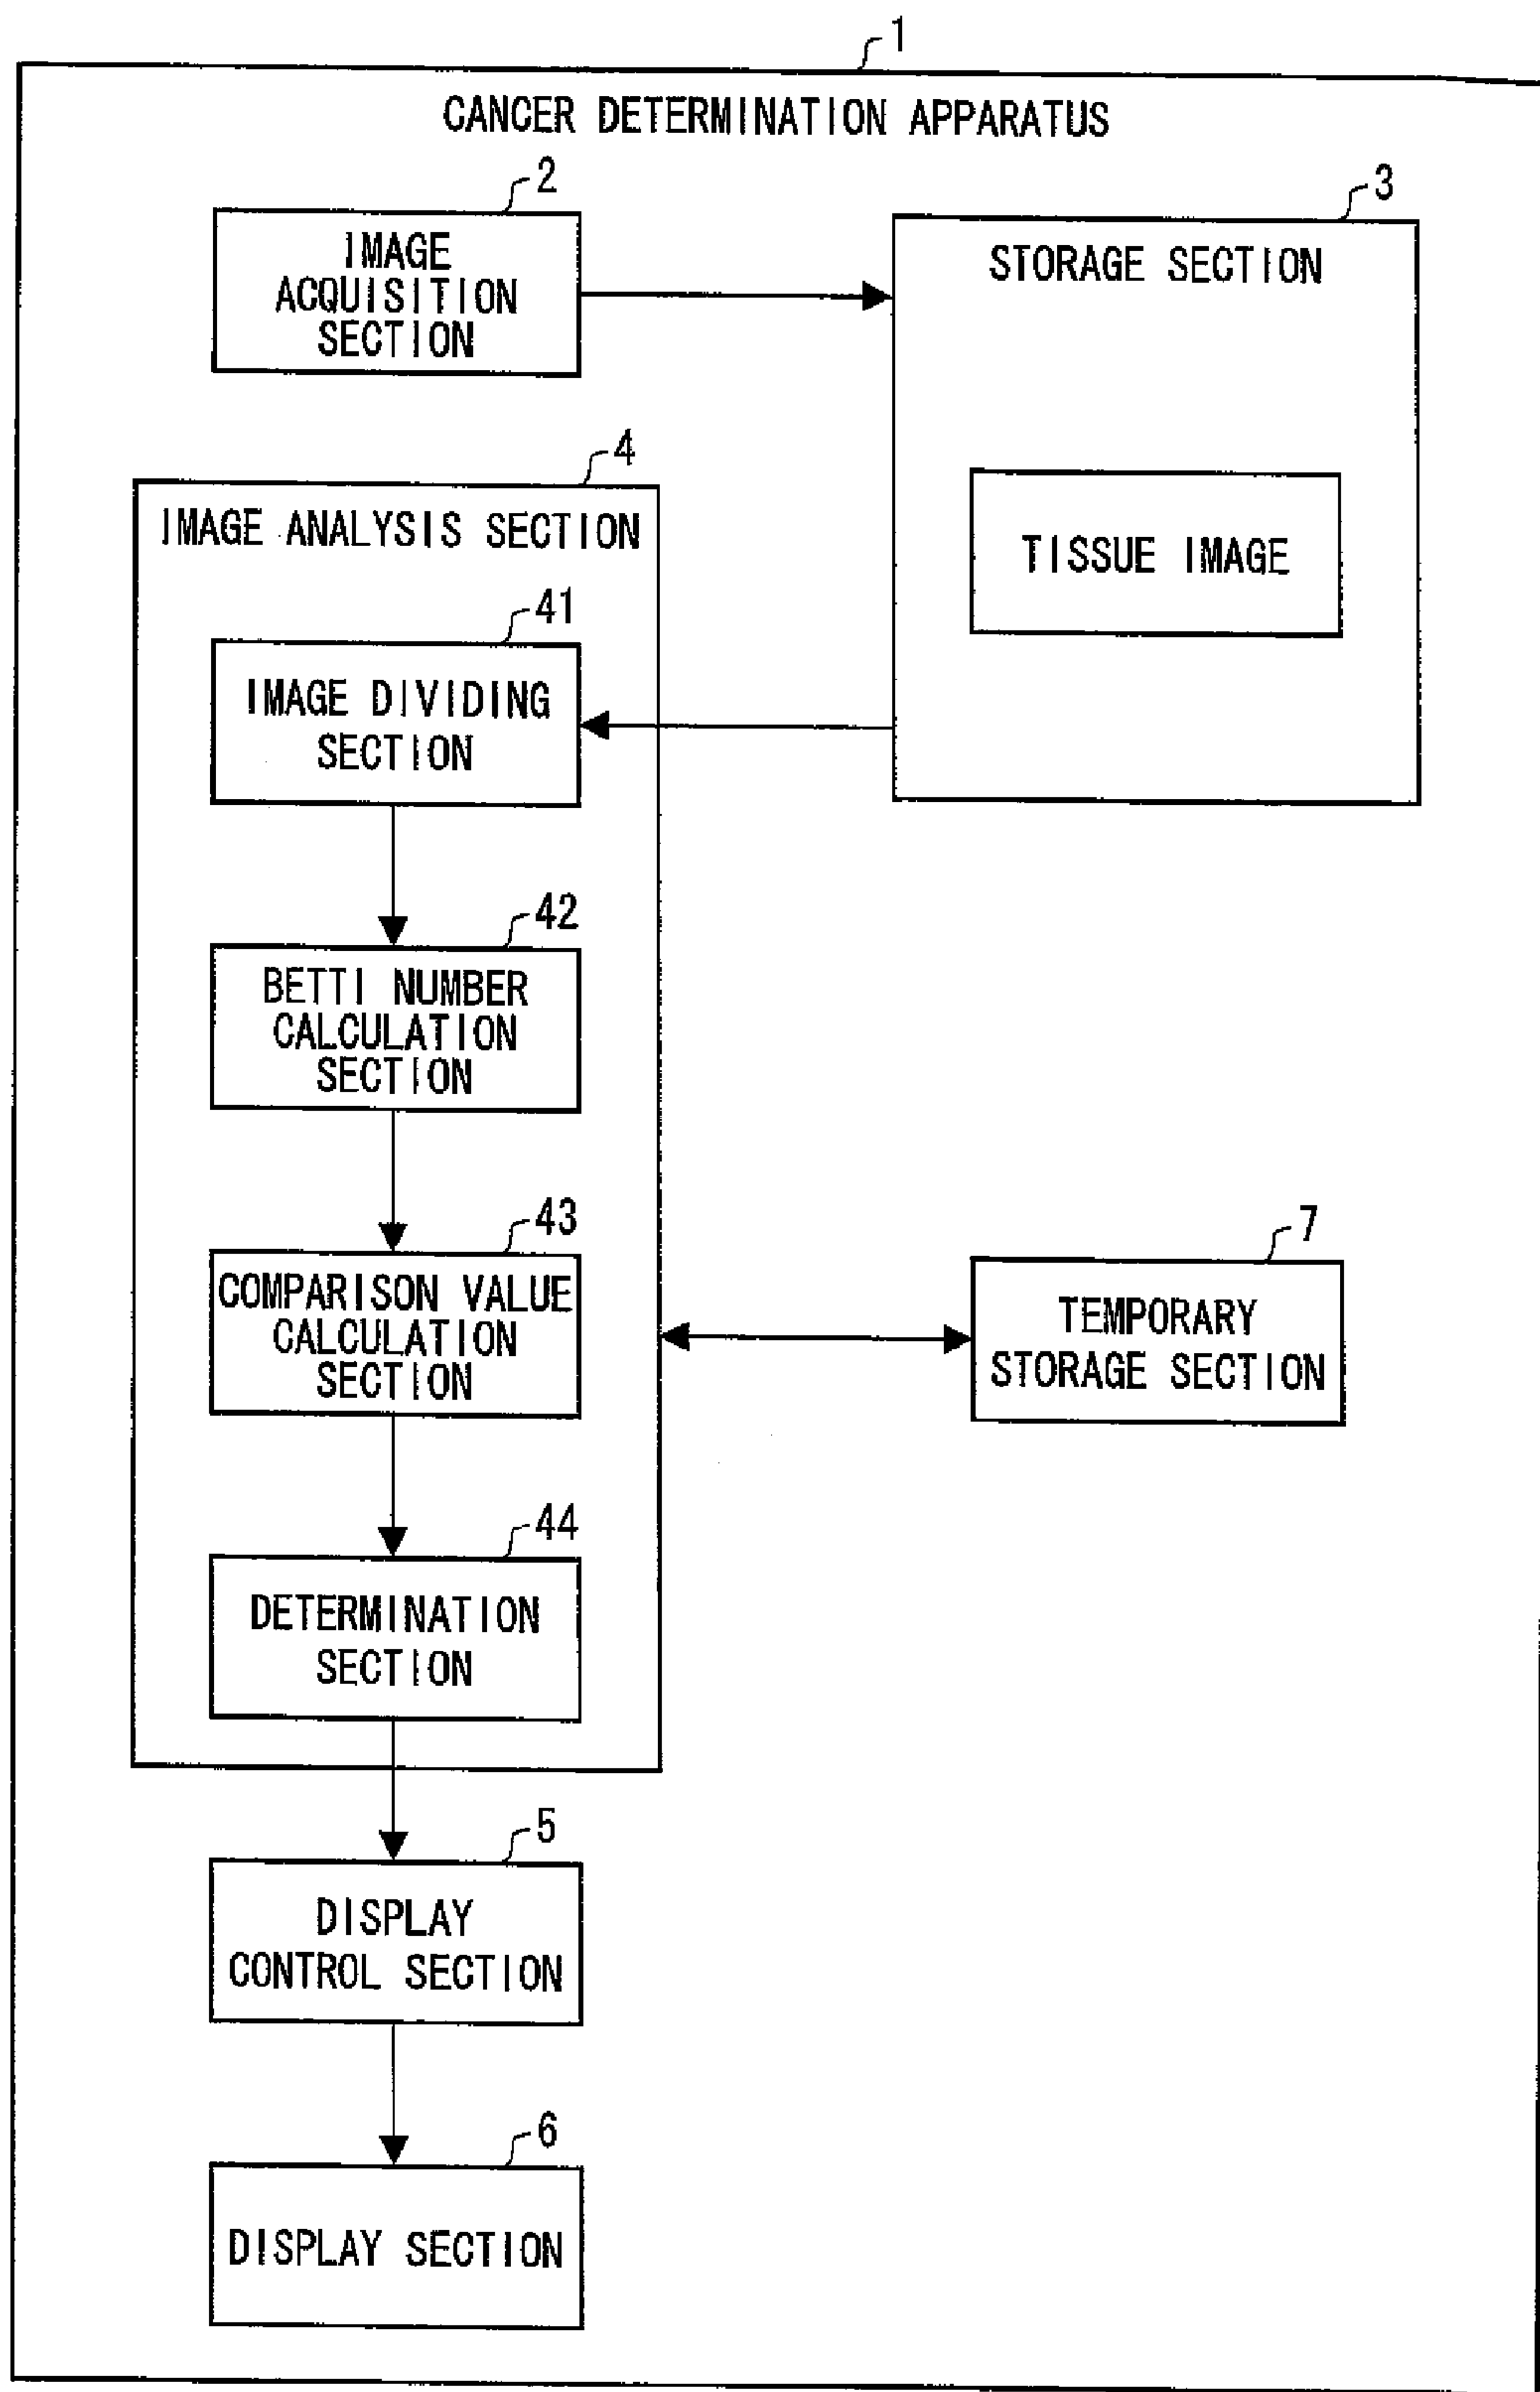 1
CANCER DETERMINATION APPARATUS
2
IMAGE
ACQUISITION
SECTION
3
STORAGE SECTION
TISSUE IMAGE
4
IMAGE ANALYSIS SECTION
41
IMAGE DIVIDING
SECTION
42
BETTI NUMBER
CALCULATION
SECTION
43
COMPARISON VALUE
CALCULATION
SECTION
7
TEMPORARY
STORAGE SECTION
44
DETERMINATION
SECTION
5
DISPLAY
CONTROL SECTION
6
DISPLAY SECTION